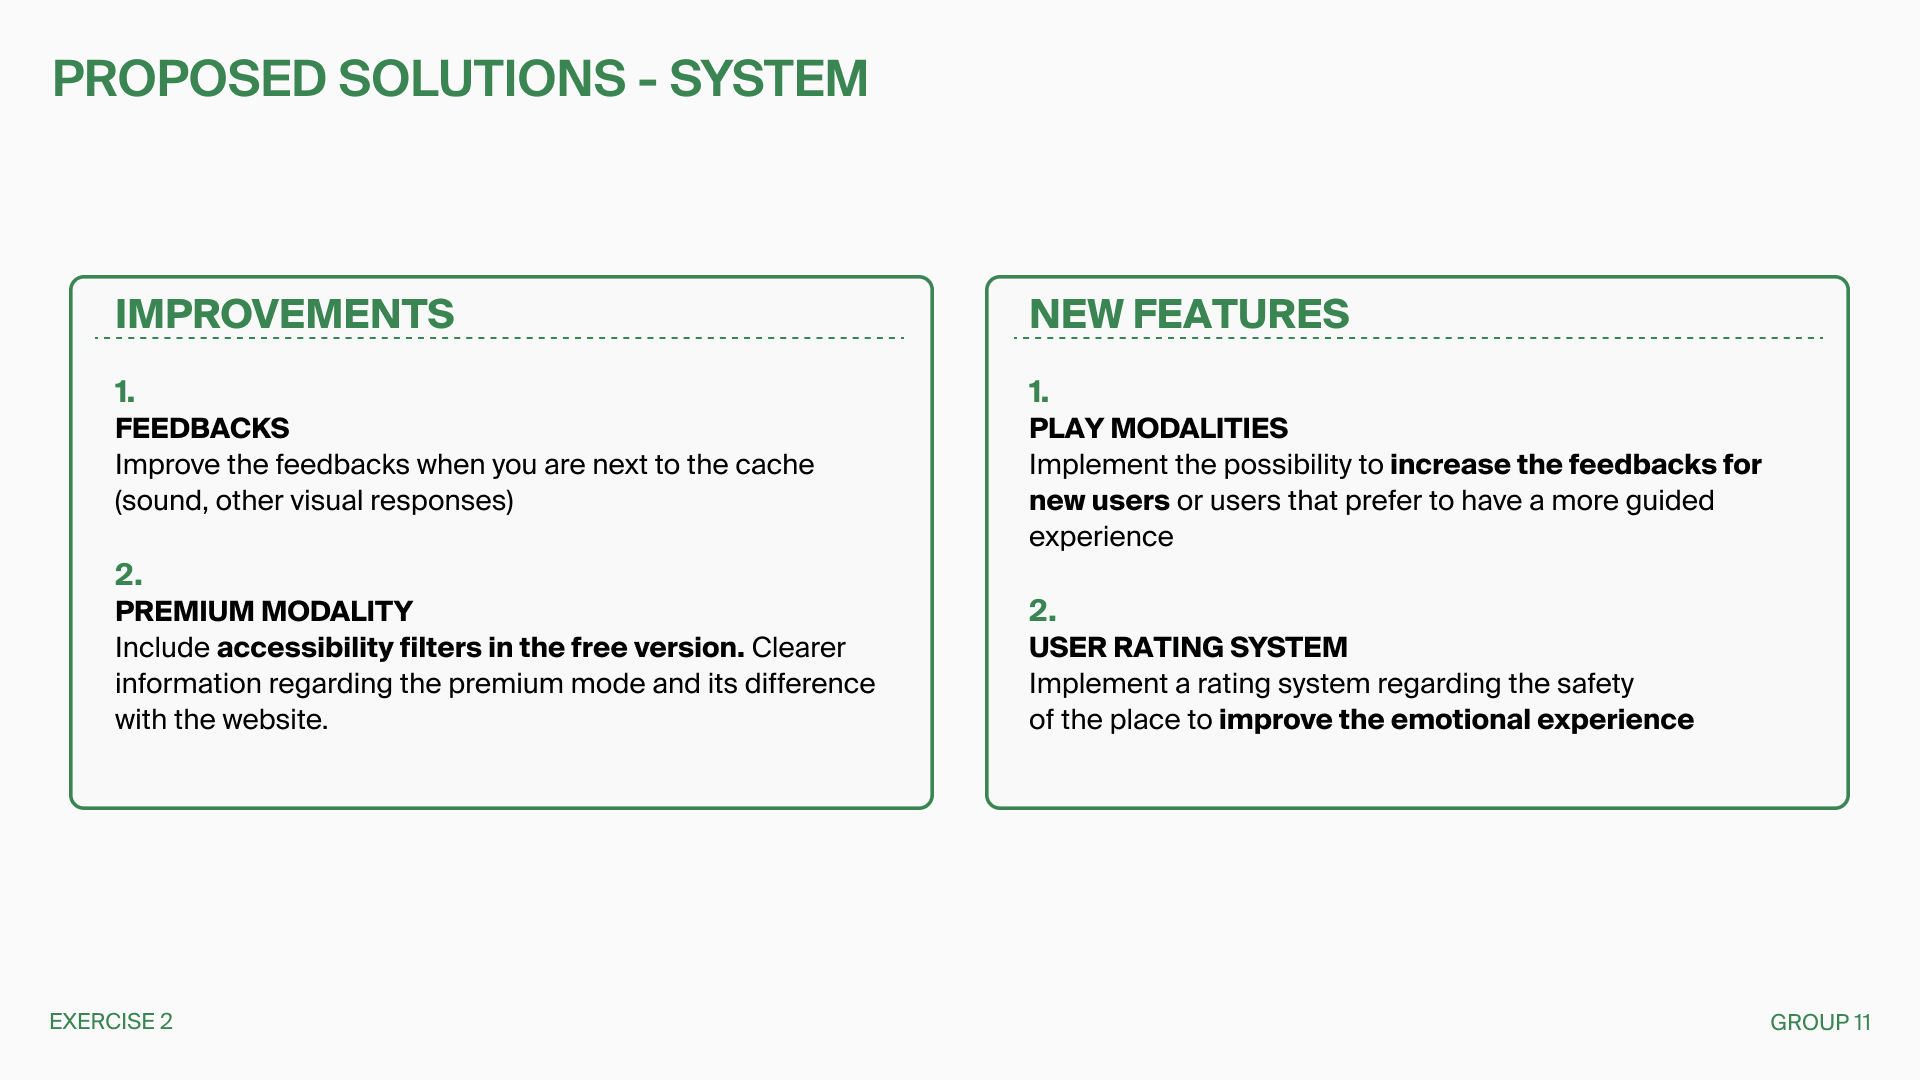 PROPOSED SOLUTIONS - SYSTEM
IMPROVEMENTS
1.
FEEDBACKS
Improve the feedbacks when you are next to the cache
(sound, other visual responses)
2.
PREMIUM MODALITY
Include accessibility filters in the free version. Clearer
information regarding the premium mode and its difference
with the website.
NEW FEATURES
1.
PLAY MODALITIES
Implement the possibility to increase the feedbacks for
new users or users that prefer to have a more guided
experience
2.
USER RATING SYSTEM
Implement a rating system regarding the safety
of the place to improve the emotional experience
EXERCISE 2
GROUP 11